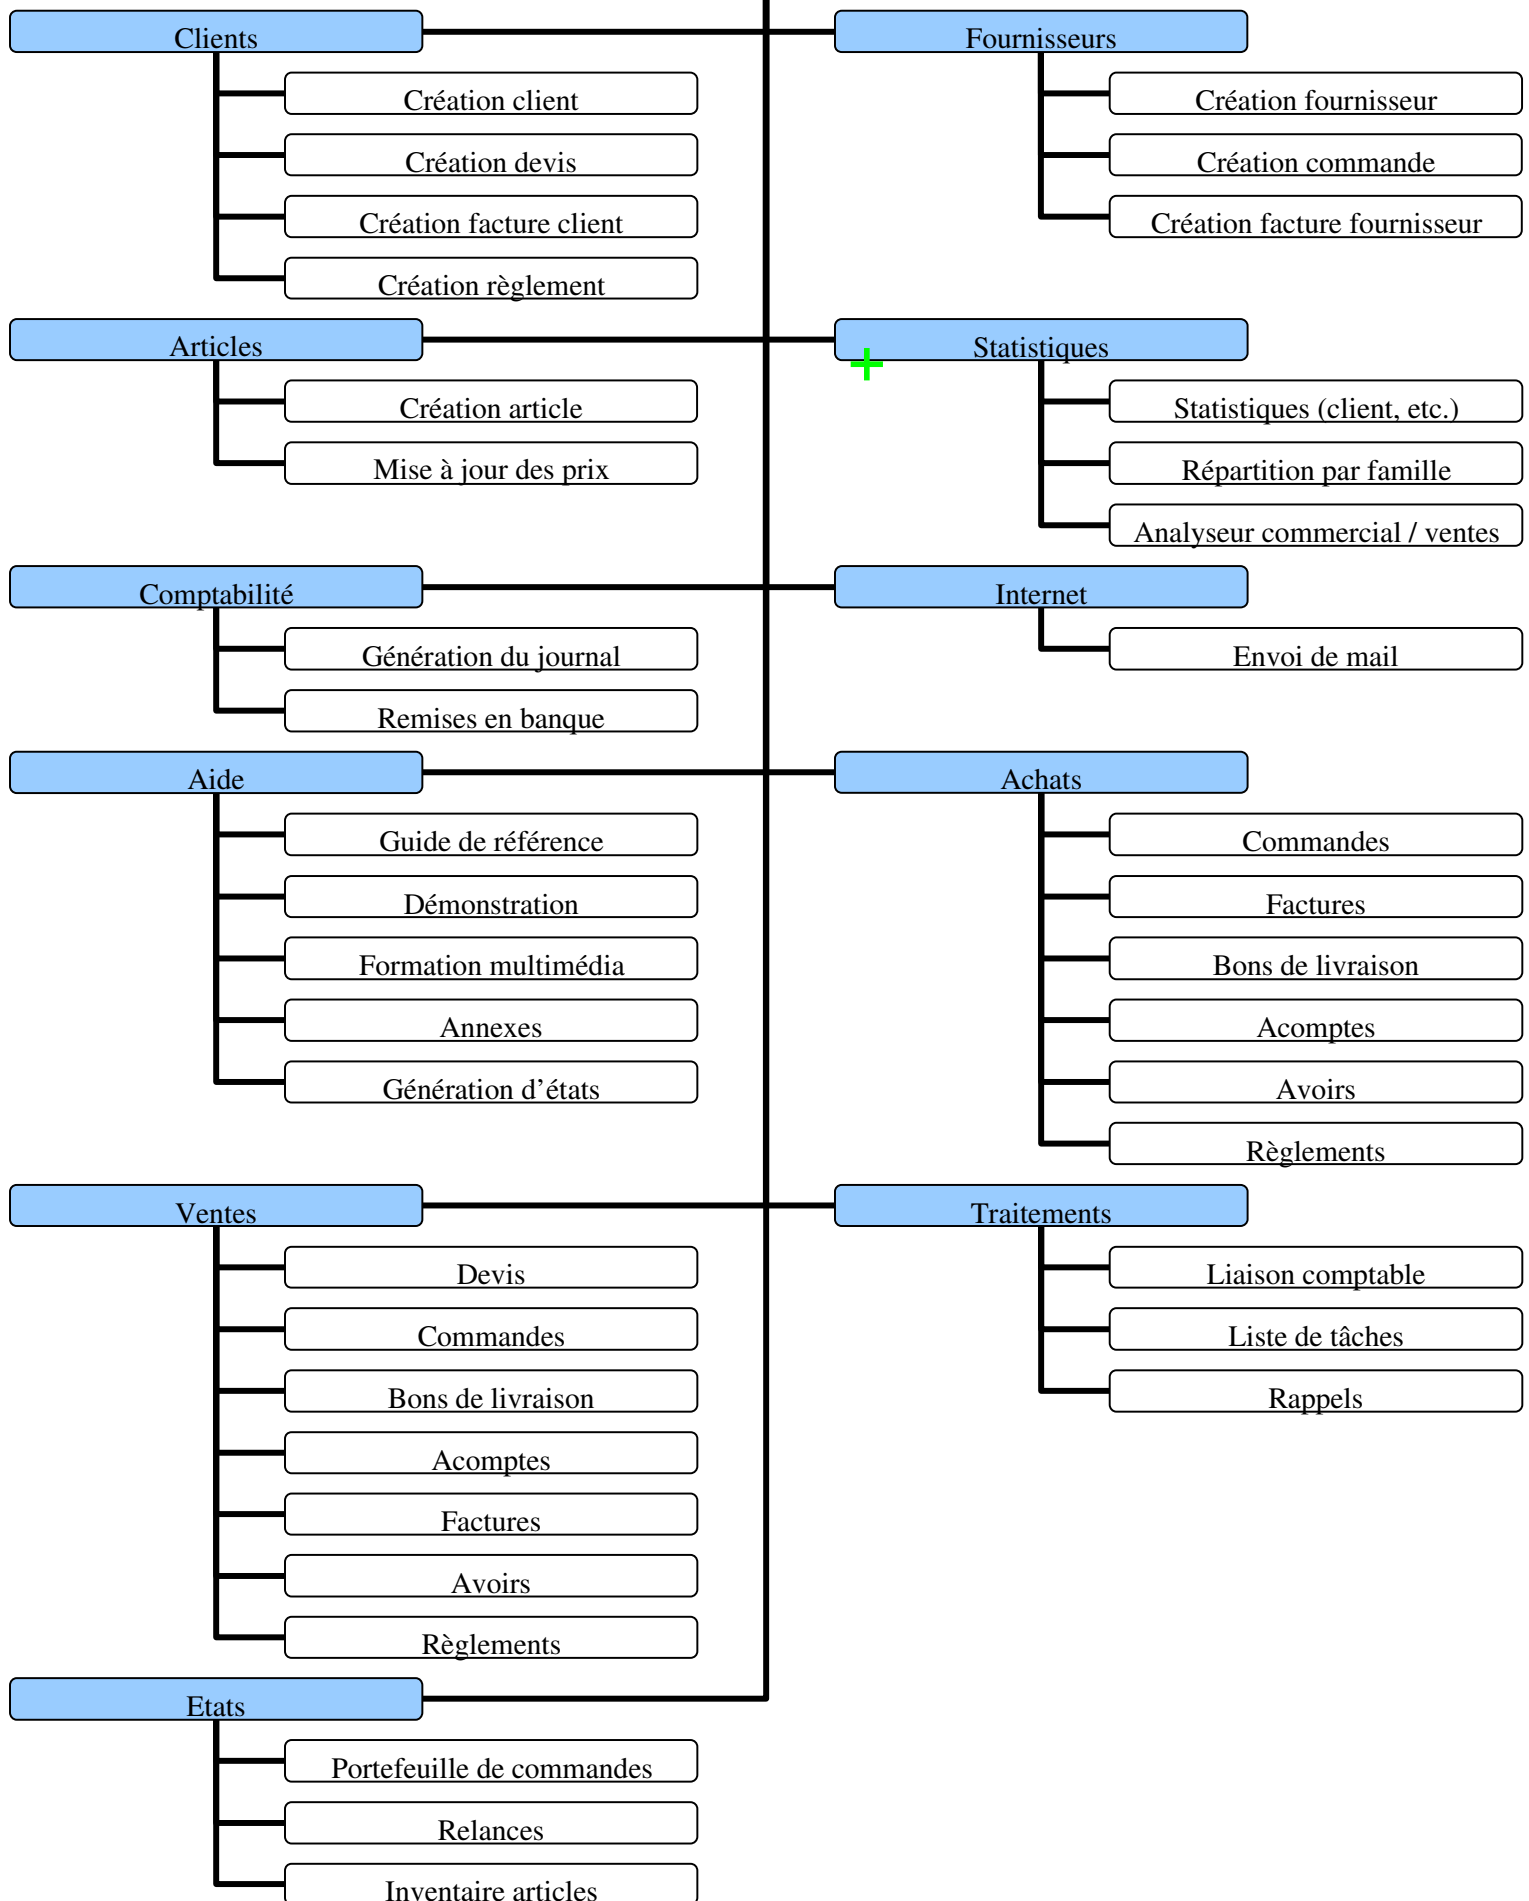 Clients
Création client
Création devis
Création facture client
Création règlement
Fournisseurs
Création fournisseur
Création commande
Création facture fournisseur
Articles
Création article
Mise à jour des prix
Statistiques
Statistiques (client, etc.)
Répartition par famille
Analyseur commercial / ventes
Comptabilité
Génération du journal
Remises en banque
Internet
Envoi de mail
Aide
Guide de référence
Démonstration
Formation multimédia
Annexes
Génération d’états
Achats
Commandes
Factures
Bons de livraison
Acomptes
Avoirs
Règlements
Ventes
Devis
Commandes
Bons de livraison
Acomptes
Factures
Avoirs
Règlements
Traitements
Liaison comptable
Liste de tâches
Rappels
Etats
Portefeuille de commandes
Relances
Inventaire articles